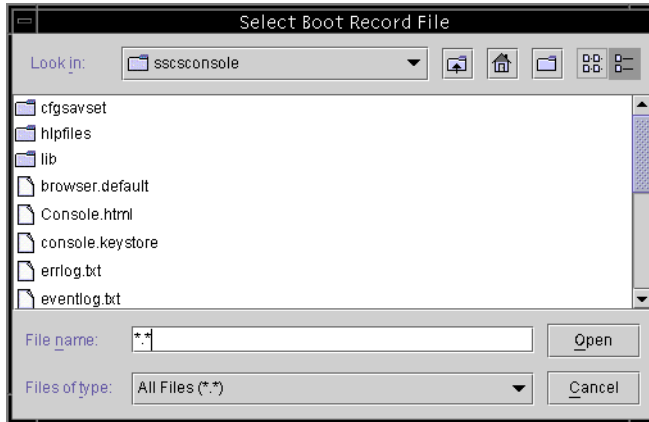 Select Boot Record File
Look in: sscsconsole
cfgsavset
hlpfiles
lib
browser.default
Console.html
console.keystore
errlog.txt
eventlog.txt
File name: *.* Open
Files of type: All Files (*.*) Cancel